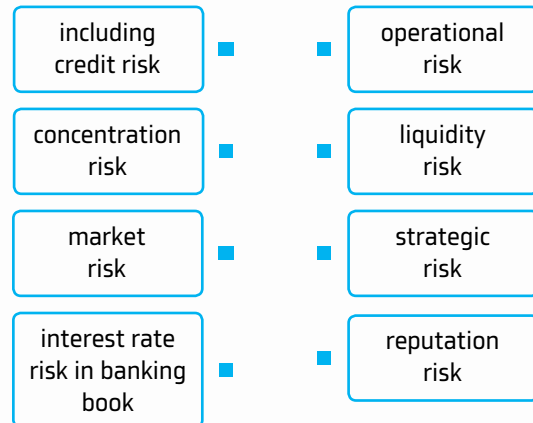 including
credit risk
operational
risk
concentration
risk
liquidity
risk
market
risk
strategic
risk
interest rate
risk in banking
book
reputation
risk